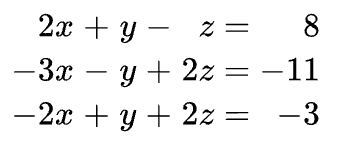 2x + y − z = 8
−3x − y + 2z = −11
−2x + y + 2z = −3